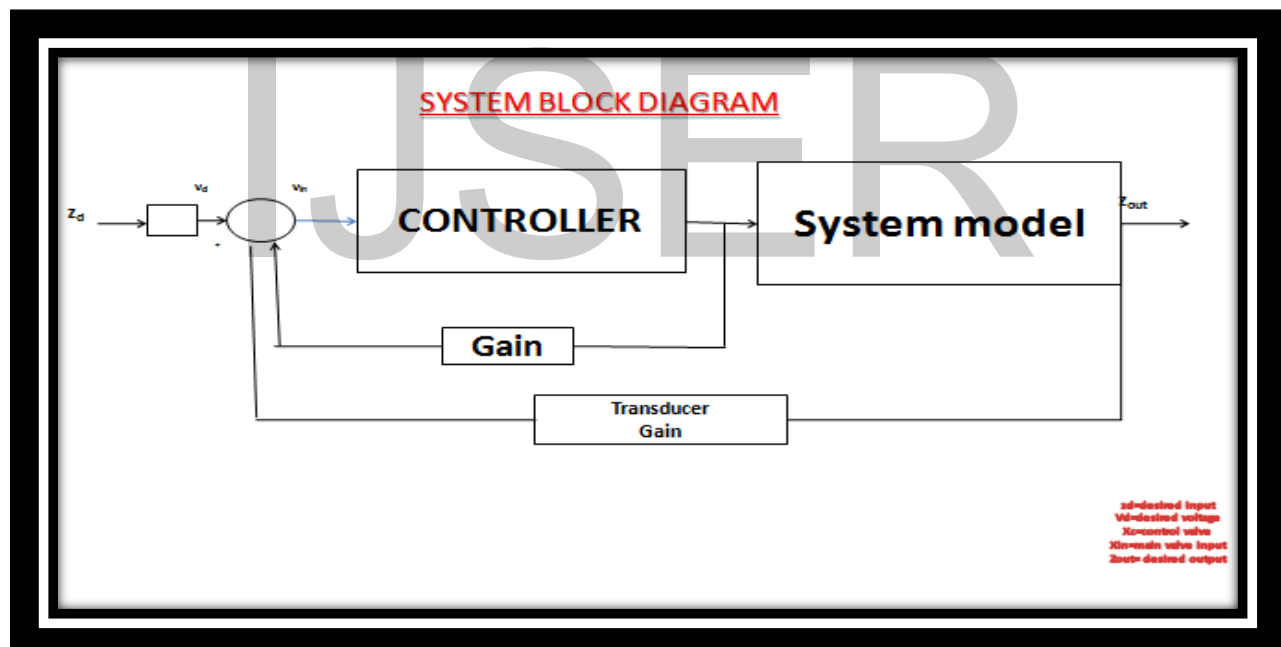 IJSER
SYSTEM BLOCK DIAGRAM
Zd
vd
vin
+
CONTROLLER
System model
Zout
Gain
Transducer
Gain
zd=desired input
Vd=desired voltage
Xc=control valve
Xin=main valve input
Zout= desired output